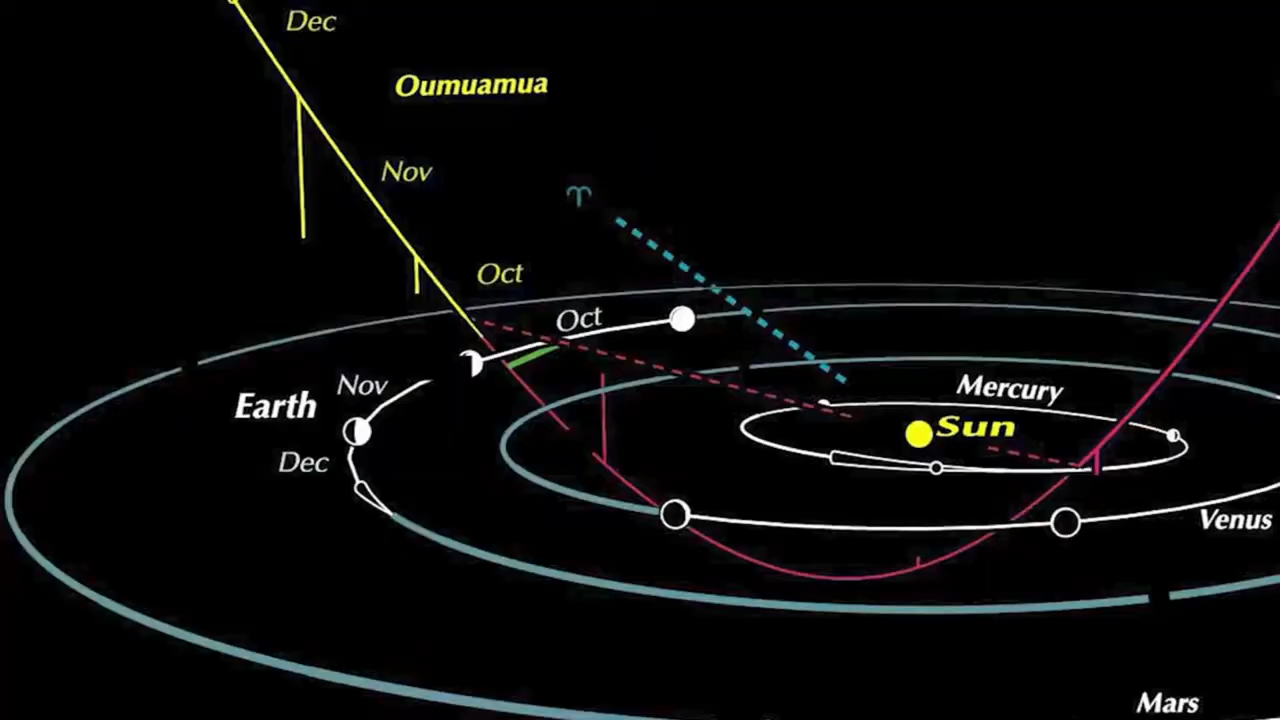 Dec
Oumuamua
Nov
♈
Oct
Oct
Mercury
Nov
Earth
Sun
Dec
Venus
Mars